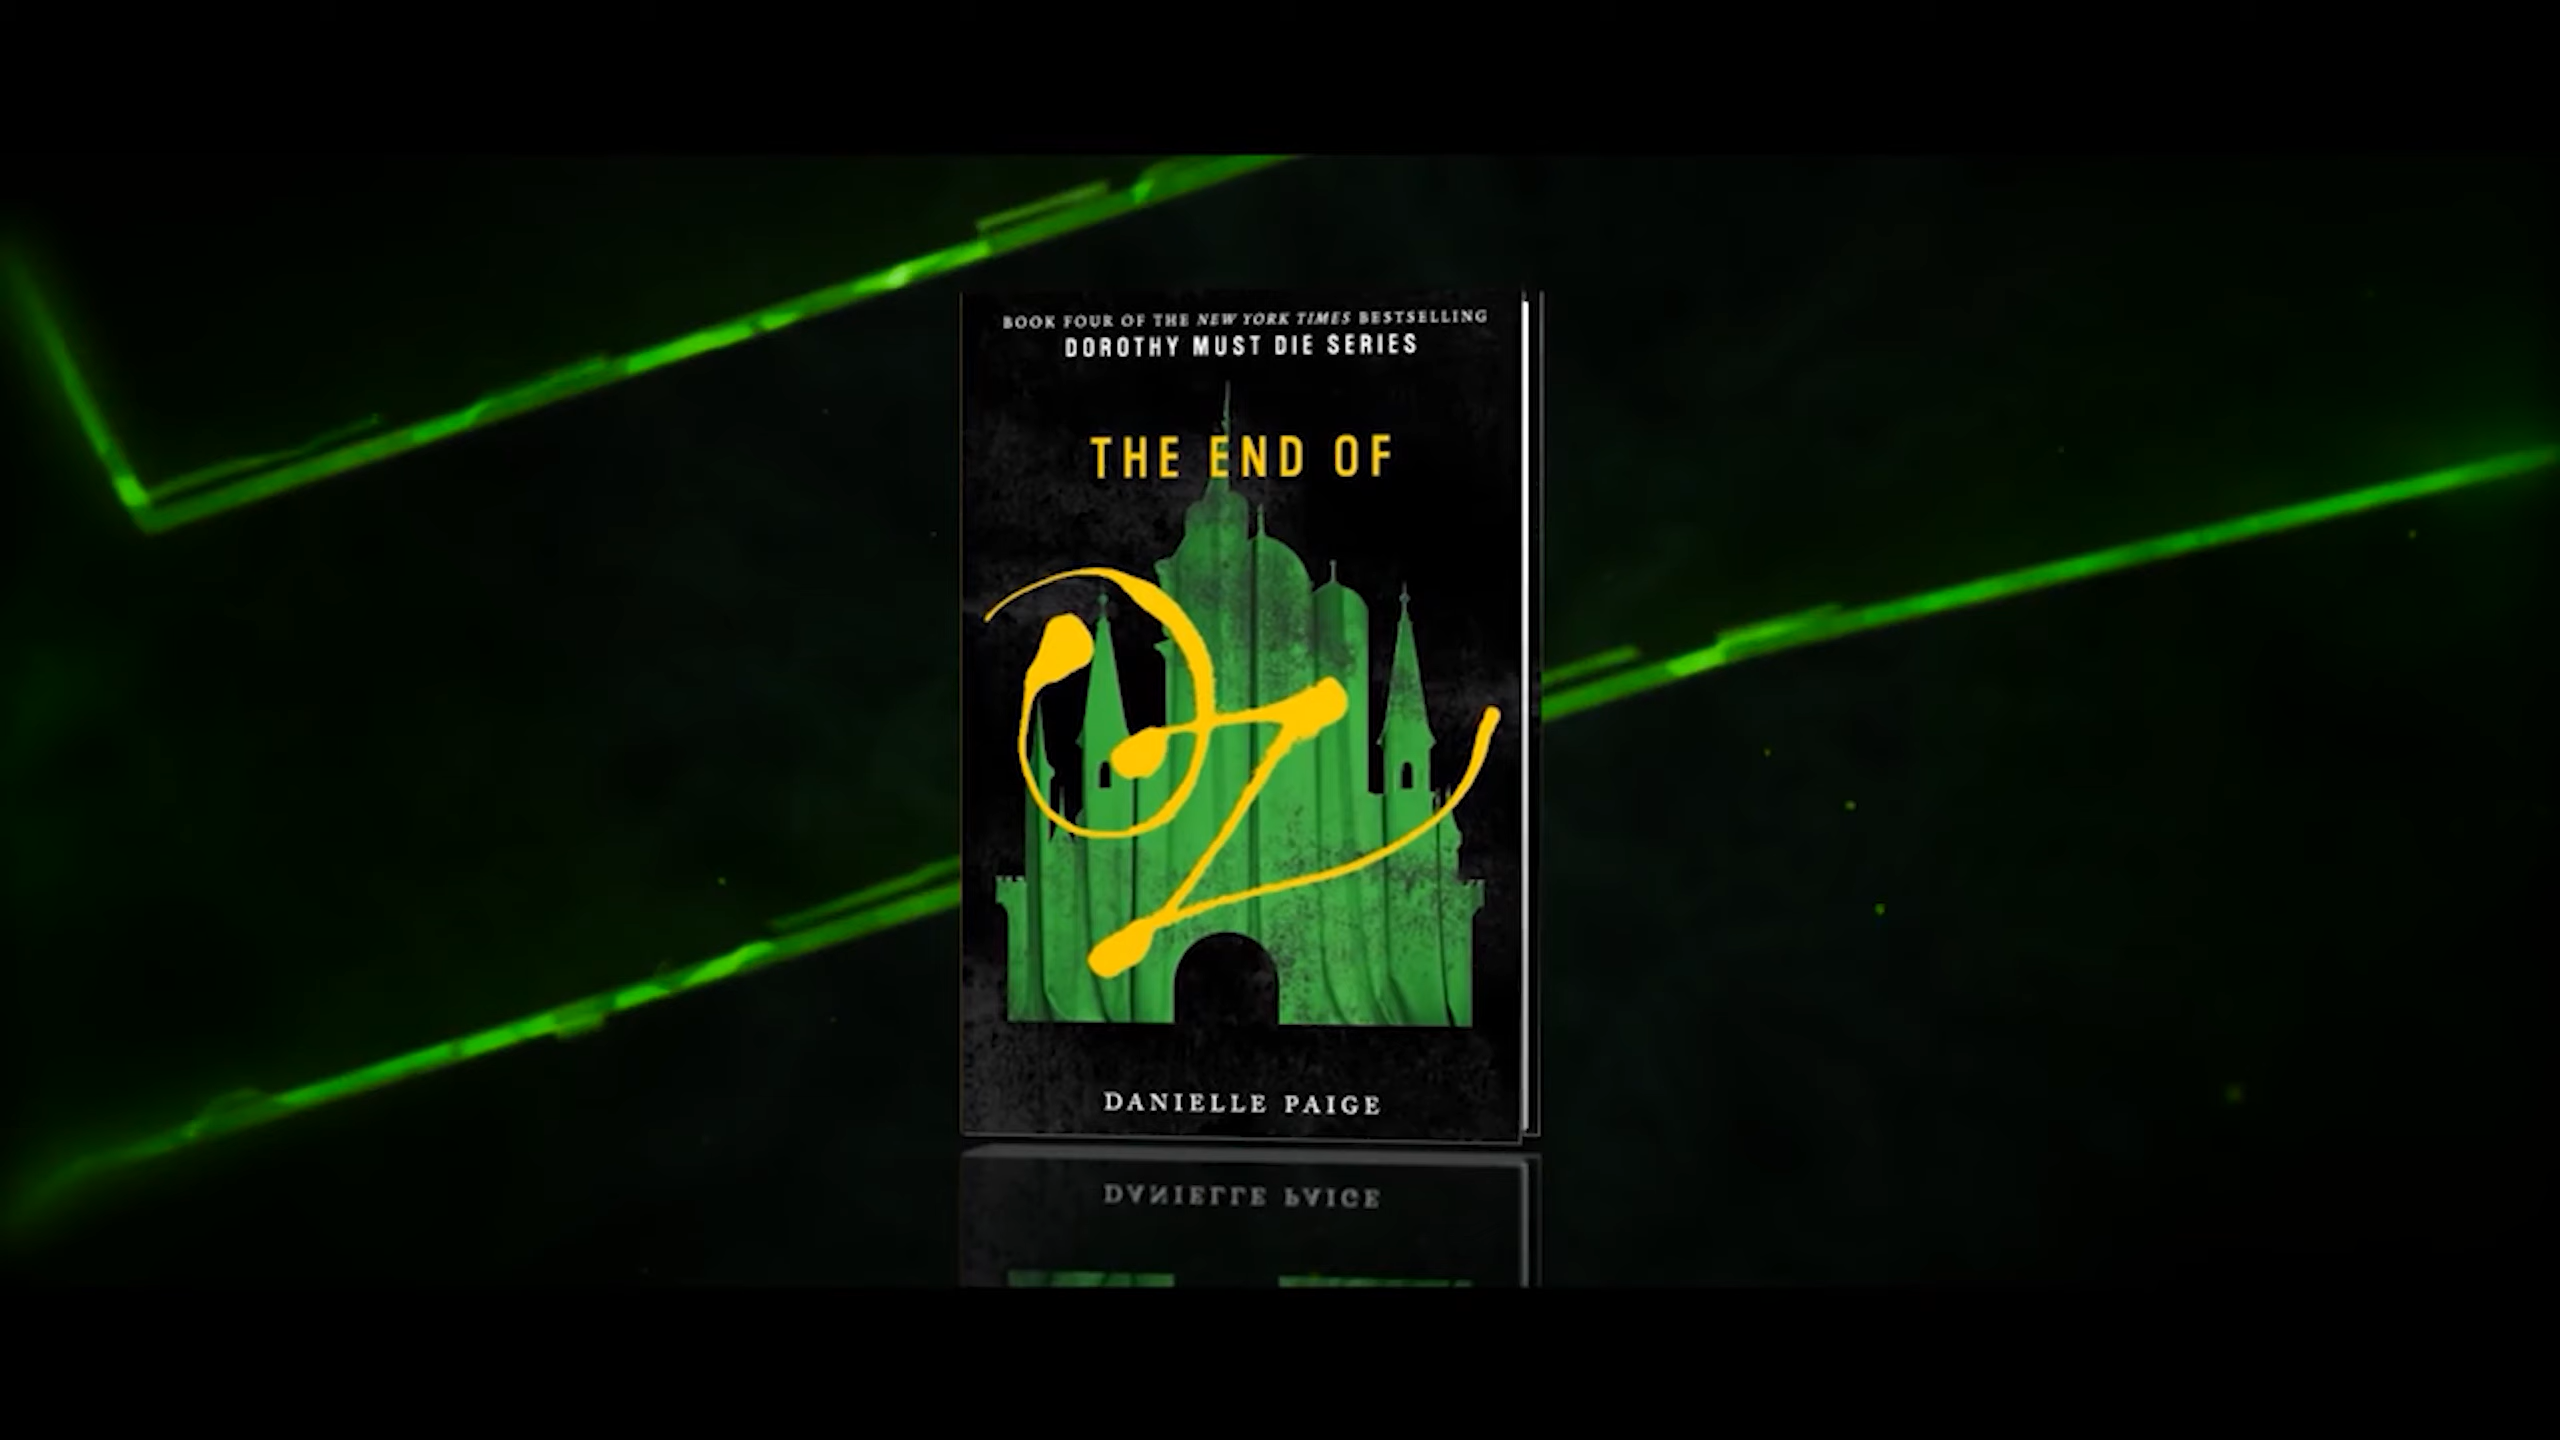 BOOK FOUR OF THE NEW YORK TIMES BESTSELLING
DOROTHY MUST DIE SERIES
THE END OF
OZ
DANIELLE PAIGE
DANIELLE PAIGE